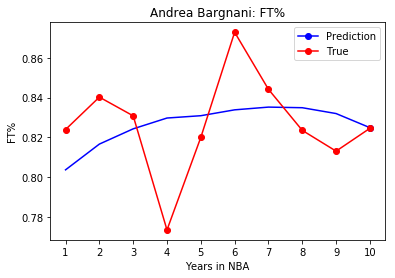 Andrea Bargnani: FT%
Prediction
True
0.86
0.84
0.82
0.80
0.78
FT%
1 2 3 4 5 6 7 8 9 10
Years in NBA